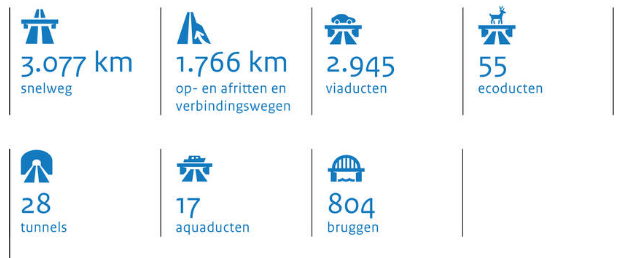 3.077 km
snelweg
1.766 km
op- en afritten en
verbindingswegen
2.945
viaducten
55
ecoducten
28
tunnels
17
aquaducten
804
bruggen